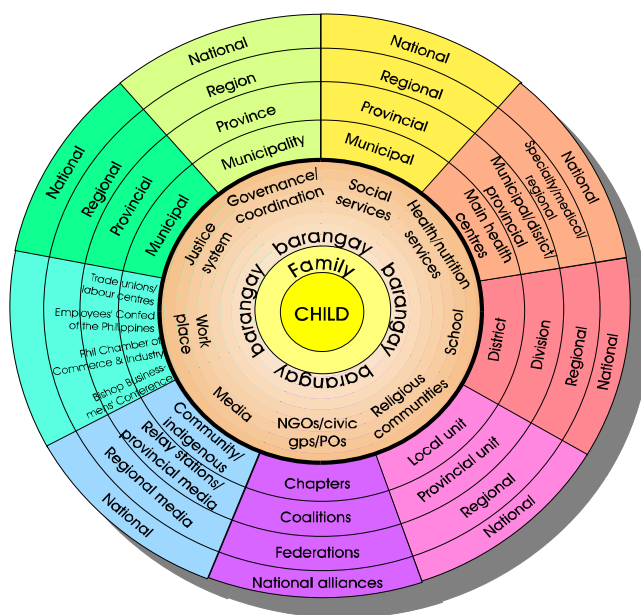 National
Region
Province
Municipality
National
Regional
Provincial
Municipal
National
Specialty/medical/
regional
Municipal/disrict/
provincial
Main health
centres
National
Regional
Division
District
Local unit
Provincial unit
Regional
National
Chapters
Coalitions
Federations
National alliances
Community/
Indigenous
Relay stations/
provincial media
Regional media
National
Trade unions/
labour centres
Employees' Confed
of the Philippines
Phil Chamber of
Commerce & Industry
Bishop Business-
mens' Conference
National
Regional
Provincial
Municipal
Governancel
coordination
Social
services
Health/nutrition
services
School
Religious
communities
NGOs/civic
gps/POs
Media
Work
place
Justice
system
barangay
barangay
barangay
barangay
Family
CHILD